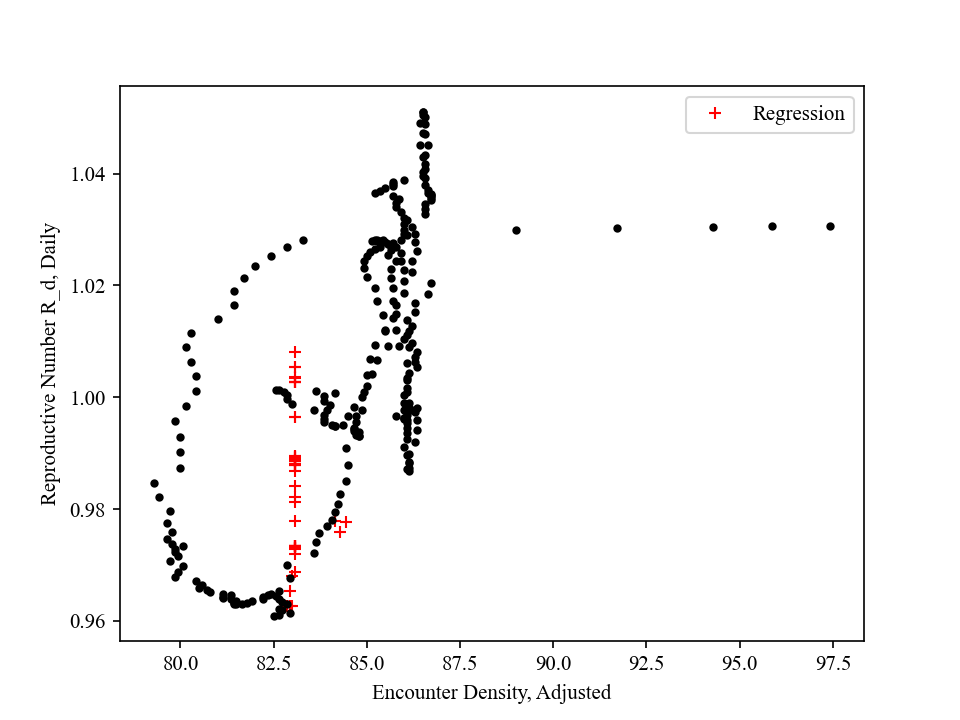 Regression
1.04
1.02
1.00
0.98
0.96
Reproductive Number R_d, Daily
80.0 82.5 85.0 87.5 90.0 92.5 95.0 97.5
Encounter Density, Adjusted